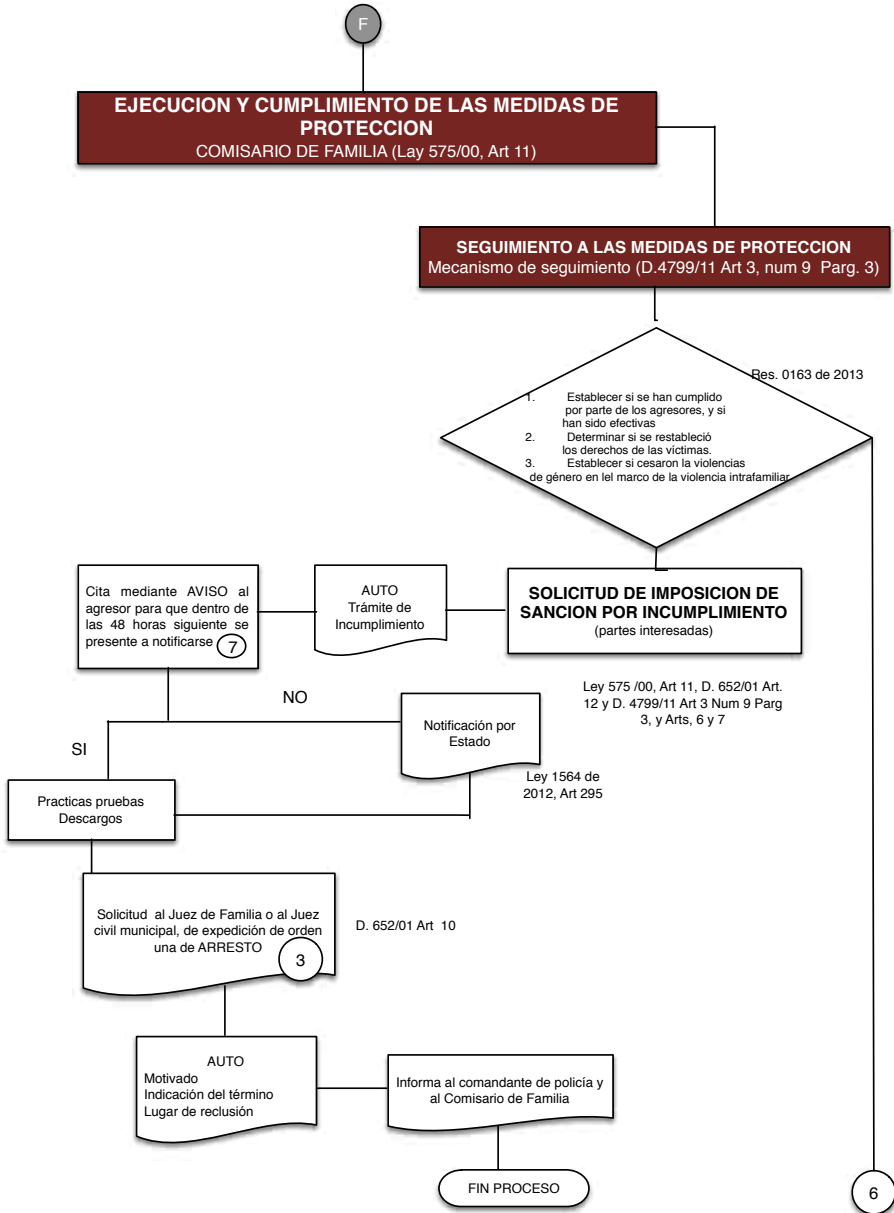 F
EJECUCION Y CUMPLIMIENTO DE LAS MEDIDAS DE
PROTECCION
COMISARIO DE FAMILIA (Lay 575/00, Art 11)
SEGUIMIENTO A LAS MEDIDAS DE PROTECCION
Mecanismo de seguimiento (D.4799/11 Art 3, num 9 Parg. 3)
Res. 0163 de 2013
1. Establecer si se han cumplido
por parte de los agresores, y si
han sido efectivas
2. Determinar si se restableció
los derechos de las víctimas.
3. Establecer si cesaron la violencias
de género en lel marco de la violencia intrafamiliar
Cita mediante AVISO al
agresor para que dentro de
las 48 horas siguiente se
presente a notificarse 7
AUTO
Trámite de
Incumplimiento
SOLICITUD DE IMPOSICION DE
SANCION POR INCUMPLIMIENTO
(partes interesadas)
Ley 575 /00, Art 11, D. 652/01 Art.
12 y D. 4799/11 Art 3 Num 9 Parg
3, y Arts, 6 y 7
NO
SI
Notificación por
Estado
Ley 1564 de
2012, Art 295
Practicas pruebas
Descargos
Solicitud al Juez de Familia o al Juez
civil municipal, de expedición de orden
una de ARRESTO
3
D. 652/01 Art 10
AUTO
Motivado
Indicación del término
Lugar de reclusión
Informa al comandante de policía y
al Comisario de Familia
FIN PROCESO
6